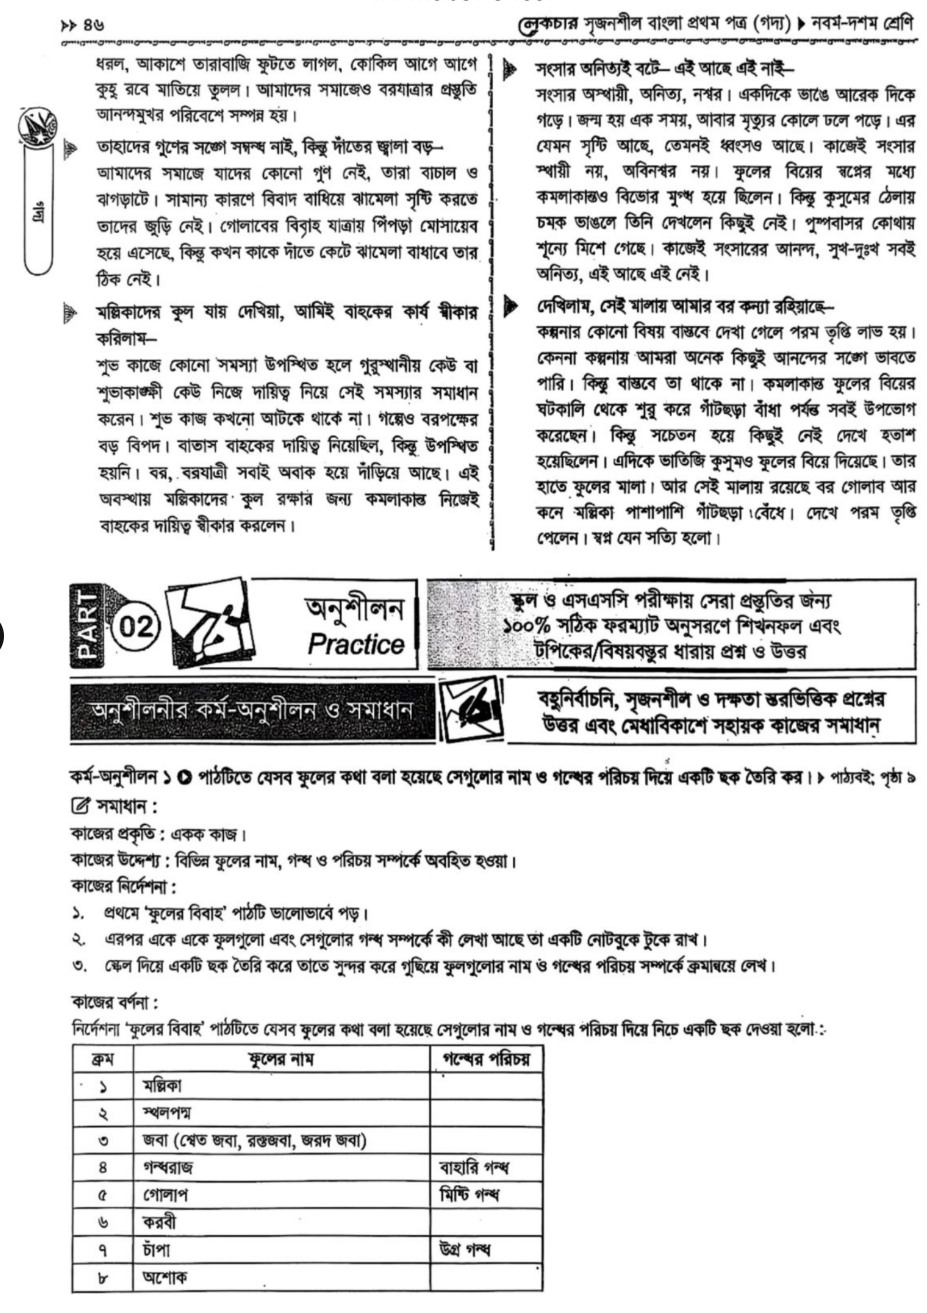 >> ৪৬
লেকচার সৃজনশীল বাংলা প্রথম পত্র (গদ্য) ▶ নবম-দশম শ্রেণি
গদ্য
ধরল, আকাশে তারাবাজি ফুটতে লাগল, কোকিল আগে আগে
কুহু রবে মাতিয়ে তুলল। আমাদের সমাজেও বরযাত্রার প্রস্তুতি
আনন্দমুখর পরিবেশে সম্পন্ন হয়।
তাহাদের গুণের সঙ্গে সম্বন্ধ নাই, কিন্তু দাঁতের জ্বালা বড়—
আমাদের সমাজে যাদের কোনো গুণ নেই, তারা বাচাল ও
ঝগড়াটে। সামান্য কারণে বিবাদ বাধিয়ে ঝামেলা সৃষ্টি করতে
তাদের জুড়ি নেই। গোলাবের বিবাহ যাত্রায় পিঁপড়া মোসায়েব
হয়ে এসেছে, কিন্তু কখন কাকে দাঁতে কেটে ঝামেলা বাধাবে তার
ঠিক নেই।
মল্লিকাদের কুল যায় দেখিয়া, আমিই বাহকের কার্য স্বীকার
করিলাম—
শুভ কাজে কোনো সমস্যা উপস্থিত হলে গুরুস্থানীয় কেউ বা
শুভাকাঙ্ক্ষী কেউ নিজে দায়িত্ব নিয়ে সেই সমস্যার সমাধান
করেন। শুভ কাজ কখনো আটকে থাকে না। গল্পেও বরপক্ষের
বড় বিপদ। বাতাস বাহকের দায়িত্ব নিয়েছিল, কিন্তু উপস্থিত
হয়নি। বর, বরযাত্রী সবাই অবাক হয়ে দাঁড়িয়ে আছে। এই
অবস্থায় মল্লিকাদের কুল রক্ষার জন্য কমলাকান্ত নিজেই
বাহকের দায়িত্ব স্বীকার করলেন।
সংসার অনিত্যই বটে— এই আছে এই নাই—
সংসার অস্থায়ী, অনিত্য, নশ্বর। একদিকে ভাঙে আরেক দিকে
গড়ে। জন্ম হয় এক সময়, আবার মৃত্যুর কোলে ঢলে পড়ে। এর
যেমন সৃষ্টি আছে, তেমনই ধ্বংসও আছে। কাজেই সংসার
স্থায়ী নয়, অবিনশ্বর নয়। ফুলের বিয়ের স্বপ্নের মধ্যে
কমলাকান্তও বিভোর মুগ্ধ হয়ে ছিলেন। কিন্তু কুসুমের ঠেলায়
চমক ভাঙলে তিনি দেখলেন কিছুই নেই। পুষ্পবাসর কোথায়
শূন্যে মিশে গেছে। কাজেই সংসারের আনন্দ, সুখ-দুঃখ সবই
অনিত্য, এই আছে এই নেই।
দেখিলাম, সেই মালায় আমার বর কন্যা রহিয়াছে—
কল্পনার কোনো বিষয় বাস্তবে দেখা গেলে পরম তৃপ্তি লাভ হয়।
কেননা কল্পনায় আমরা অনেক কিছুই আনন্দের সঙ্গে ভাবতে
পারি। কিন্তু বাস্তবে তা থাকে না। কমলাকান্ত ফুলের বিয়ের
ঘটকালি থেকে শুরু করে গাঁটছড়া বাঁধা পর্যন্ত সবই উপভোগ
করেছেন। কিন্তু সচেতন হয়ে কিছুই নেই দেখে হতাশ
হয়েছিলেন। এদিকে ভাতিজি কুসুমও ফুলের বিয়ে দিয়েছে। তার
হাতে ফুলের মালা। আর সেই মালায় রয়েছে বর গোলাব আর
কনে মল্লিকা পাশাপাশি গাঁটছড়া বেঁধে। দেখে পরম তৃপ্তি
পেলেন। স্বপ্ন যেন সত্যি হলো।
PART 02
অনুশীলন
Practice
স্কুল ও এসএসসি পরীক্ষায় সেরা প্রস্তুতির জন্য
১০০% সঠিক ফরম্যাট অনুসরণে শিখনফল এবং
টপিকের/বিষয়বস্তুর ধারায় প্রশ্ন ও উত্তর
অনুশীলনীর কর্ম-অনুশীলন ও সমাধান
বহুনির্বাচনি, সৃজনশীল ও দক্ষতা স্তরভিত্তিক প্রশ্নের
উত্তর এবং মেধাবিকাশে সহায়ক কাজের সমাধান
কর্ম-অনুশীলন ১ পাঠটিতে যেসব ফুলের কথা বলা হয়েছে সেগুলোর নাম ও গন্ধের পরিচয় দিয়ে একটি ছক তৈরি কর। ▶ পাঠ্যবই; পৃষ্ঠা ৯
সমাধান :
কাজের প্রকৃতি : একক কাজ।
কাজের উদ্দেশ্য : বিভিন্ন ফুলের নাম, গন্ধ ও পরিচয় সম্পর্কে অবহিত হওয়া।
কাজের নির্দেশনা :
১. প্রথমে ‘ফুলের বিবাহ’ পাঠটি ভালোভাবে পড়।
২. এরপর একে একে ফুলগুলো এবং সেগুলোর গন্ধ সম্পর্কে কী লেখা আছে তা একটি নোটবুকে টুকে রাখ।
৩. স্কেল দিয়ে একটি ছক তৈরি করে তাতে সুন্দর করে গুছিয়ে ফুলগুলোর নাম ও গন্ধের পরিচয় সম্পর্কে ক্রমান্বয়ে লেখ।
কাজের বর্ণনা :
নির্দেশনা ‘ফুলের বিবাহ’ পাঠটিতে যেসব ফুলের কথা বলা হয়েছে সেগুলোর নাম ও গন্ধের পরিচয় দিয়ে নিচে একটি ছক দেওয়া হলো :
ক্রম ফুলের নাম গন্ধের পরিচয়
১ মল্লিকা
২ স্থলপদ্ম
৩ জবা (শ্বেত জবা, রক্তজবা, জরদ জবা)
৪ গন্ধরাজ বাহারি গন্ধ
৫ গোলাপ মিষ্টি গন্ধ
৬ করবী
৭ চাঁপা উগ্র গন্ধ
৮ অশোক